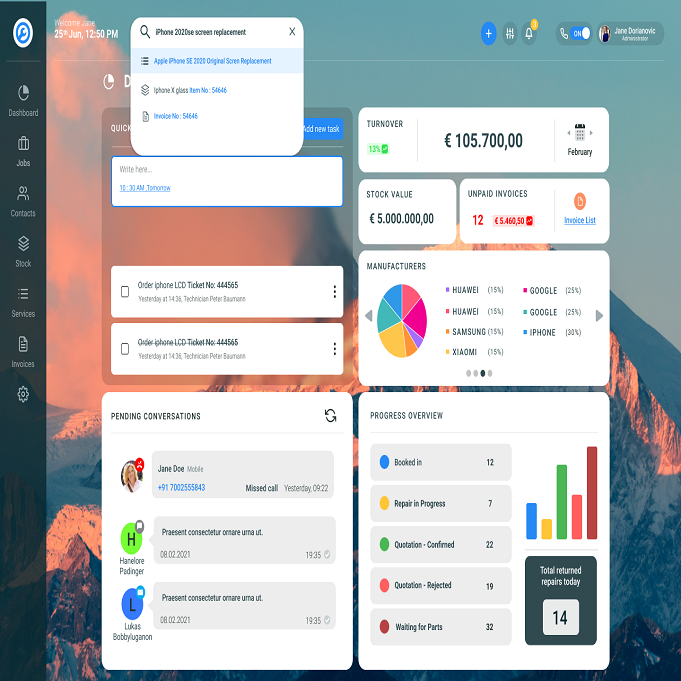 Welcome Jane
25th Jun, 12:50 PM
iPhone 2020se screen replacement
X
3
ON
Jane Dorianovic
Administrator
Apple iPhone SE 2020 Original Scren Replacement
Iphone X glass Item No : 54646
Invoice No : 54646
D
Dashboard
Jobs
Contacts
Stock
Services
Invoices
QUICK
Add new task
Write here...
10 : 30 AM ,Tomorrow
Order iphone LCD Ticket No: 444565
Yesterday at 14:36, Technician Peter Baumann
Order iphone LCD Ticket No: 444565
Yesterday at 14:36, Technician Peter Baumann
TURNOVER
13%
€ 105.700,00
February
STOCK VALUE
€ 5.000.000,00
UNPAID INVOICES
12
€ 5.460,50
Invoice List
MANUFACTURERS
HUAWEI (15%)
GOOGLE (25%)
HUAWEI (15%)
GOOGLE (25%)
SAMSUNG (15%)
IPHONE (30%)
XIAOMI (15%)
PENDING CONVERSATIONS
Jane Doe Mobile
+91 7002555843
Missed call
Yesterday, 09:22
H
Hanelore
Padinger
Praesent consectetur ornare urna ut.
08.02.2021
19:35
L
Lukas
Bobbyluganon
Praesent consectetur ornare urna ut.
08.02.2021
19:35
PROGRESS OVERVIEW
Booked in 12
Repair in Progress 7
Quotation - Confirmed 22
Quotation - Rejected 19
Waiting for Parts 32
Total returned
repairs today
14